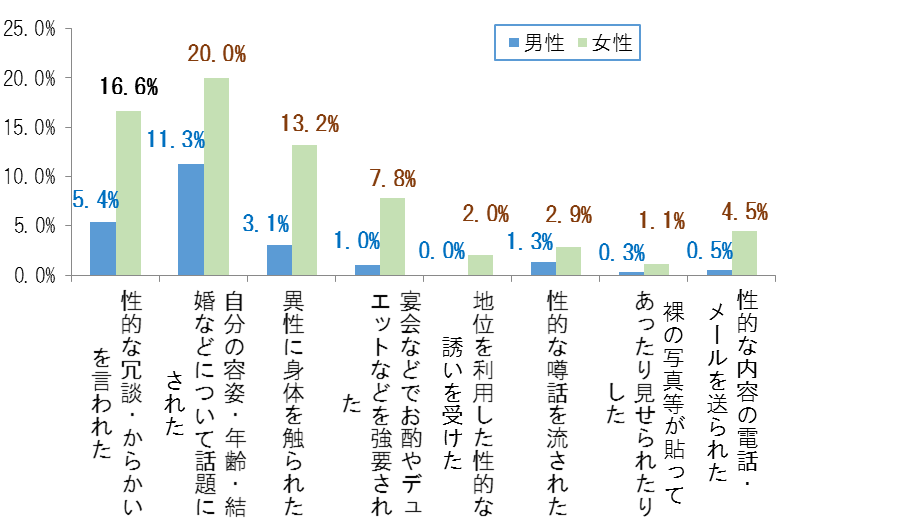 25.0%
20.0%
15.0%
10.0%
5.0%
0.0%
男性
女性
5.4%
16.6%
11.3%
20.0%
3.1%
13.2%
1.0%
7.8%
0.0%
2.0%
1.3%
2.9%
0.3%
1.1%
0.5%
4.5%
性的な冗談・からかい
を言われた
自分の容姿・年齢・結
婚などについて話題に
された
異性に身体を触られた
宴会などでお酌やデュ
エットなどを強要され
た
地位を利用した性的な
誘いを受けた
性的な噂話を流された
裸の写真等が貼って
あったり見せられたり
した
性的な内容の電話・
メールを送られた